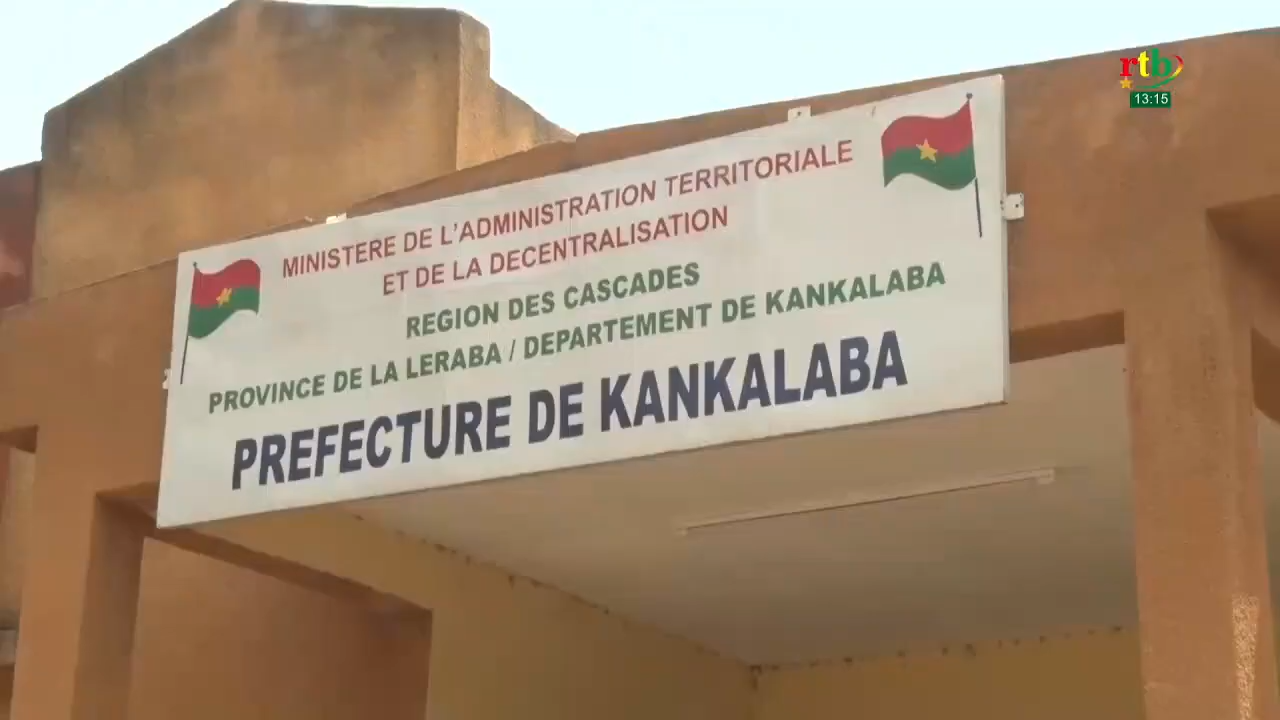 rtb
13:15
MINISTERE DE L'ADMINISTRATION TERRITORIALE
ET DE LA DECENTRALISATION
REGION DES CASCADES
PROVINCE DE LA LERABA / DEPARTEMENT DE KANKALABA
PREFECTURE DE KANKALABA